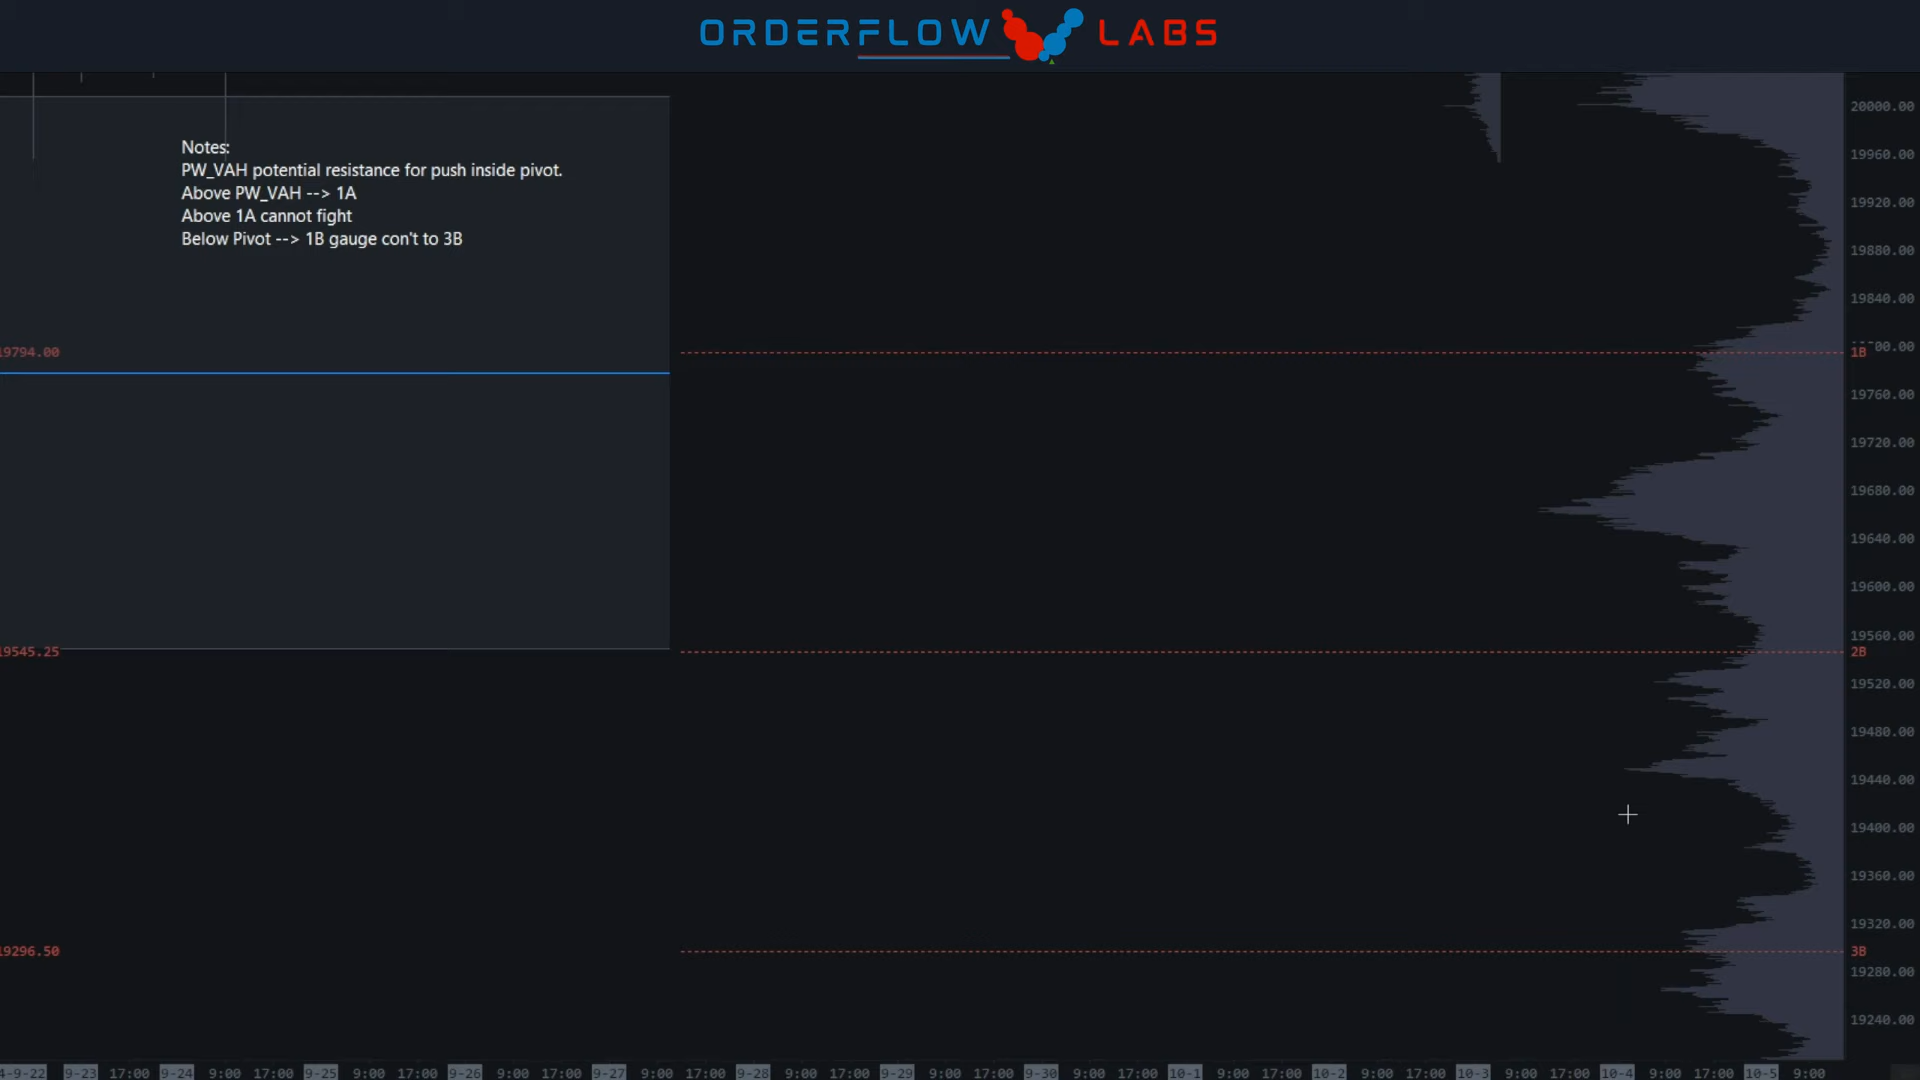 ORDERFLOW LABS
Notes:
PW_VAH potential resistance for push inside pivot.
Above PW_VAH --> 1A
Above 1A cannot fight
Below Pivot --> 1B gauge con't to 3B
20000.00
19960.00
19920.00
19880.00
19840.00
19794.00
1B
19760.00
19720.00
19680.00
19640.00
19600.00
19560.00
19545.25
2B
19520.00
19480.00
19440.00
19400.00
19360.00
19320.00
19296.50
3B
19280.00
19240.00
4-9-22 9-23 17:00 9-24 9:00 17:00 9-25 9:00 17:00 9-26 9:00 17:00 9-27 9:00 17:00 9-28 9:00 17:00 9-29 9:00 17:00 9-30 9:00 17:00 10-1 9:00 17:00 10-2 9:00 17:00 10-3 9:00 17:00 10-4 9:00 17:00 10-5 9:00